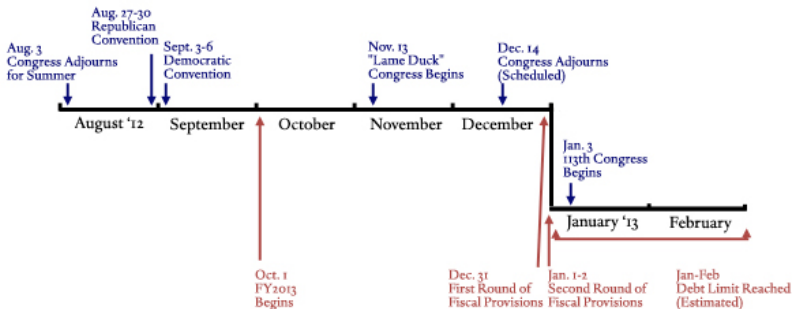 Aug. 3
Congress Adjourns
for Summer
Aug. 27-30
Republican
Convention
Sept. 3-6
Democratic
Convention
Nov. 13
"Lame Duck"
Congress Begins
Dec. 14
Congress Adjourns
(Scheduled)
August '12
September
October
November
December
Jan. 3
113th Congress
Begins
January '13
February
Oct. 1
FY2013
Begins
Dec. 31
First Round of
Fiscal Provisions
Jan. 1-2
Second Round of
Fiscal Provisions
Jan-Feb
Debt Limit Reached
(Estimated)